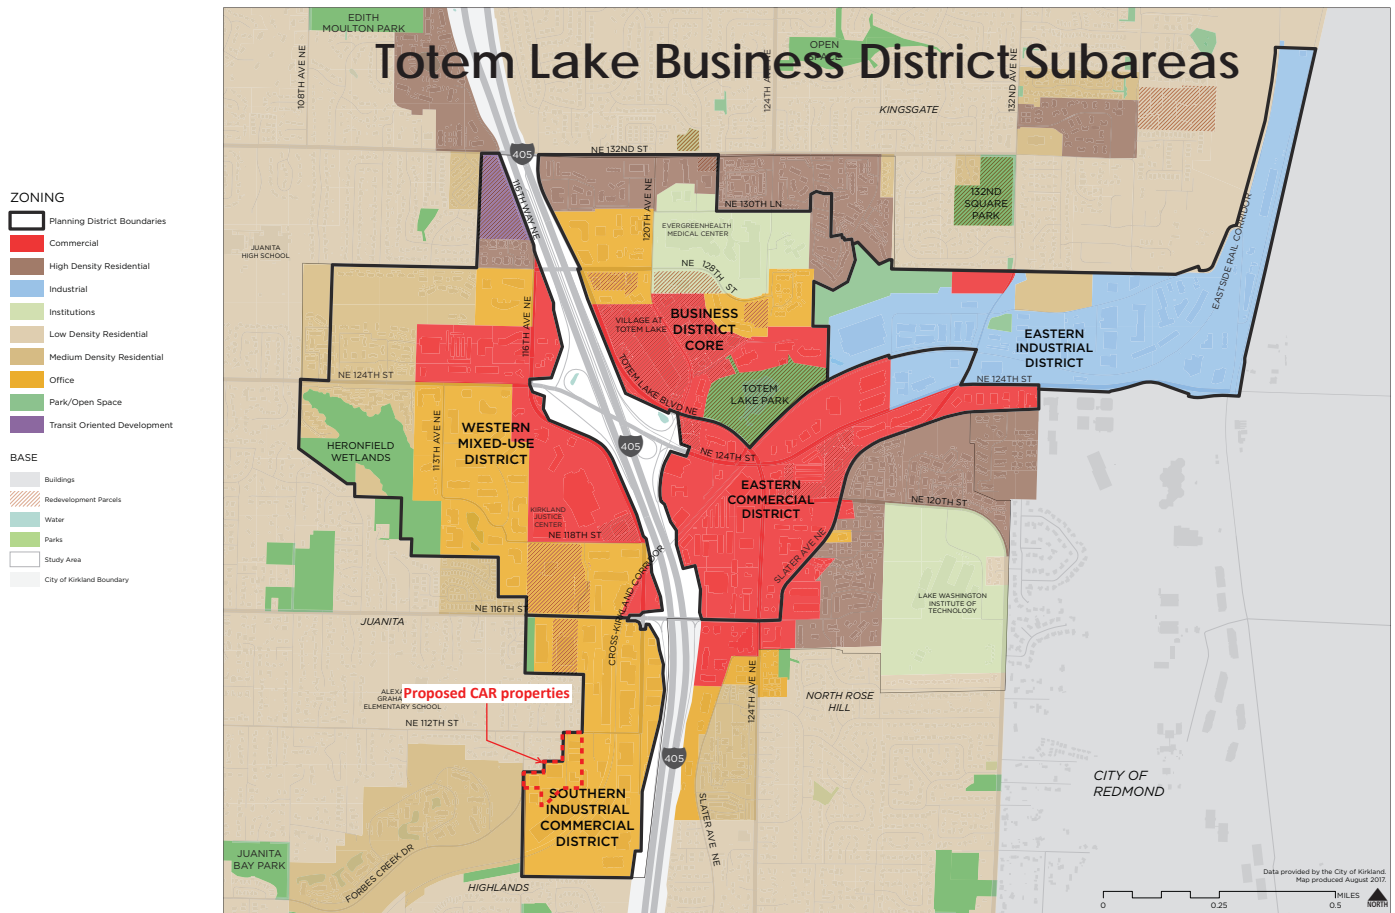 Totem Lake Business District Subareas
EDITH
MOULTON PARK
OPEN
SPACE
108TH AVE NE
124TH AVE NE
132ND AVE NE
KINGSGATE
405
NE 132ND ST
116TH WAY NE
120TH AVE NE
NE 130TH LN
132ND
SQUARE
PARK
EVERGREENHEALTH
MEDICAL CENTER
JUANITA
HIGH SCHOOL
NE 128TH ST
EASTSIDE RAIL CORRIDOR
ZONING
Planning District Boundaries
Commercial
High Density Residential
Industrial
Institutions
Low Density Residential
Medium Density Residential
Office
Park/Open Space
Transit Oriented Development
BASE
Buildings
Redevelopment Parcels
Water
Parks
Study Area
City of Kirkland Boundary
116TH AVE NE
VILLAGE AT
TOTEM LAKE
BUSINESS
DISTRICT
CORE
EASTERN
INDUSTRIAL
DISTRICT
NE 124TH ST
TOTEM LAKE BLVD NE
TOTEM
LAKE PARK
NE 124TH ST
HERONFIELD
WETLANDS
113TH AVE NE
WESTERN
MIXED-USE
DISTRICT
405
NE 124TH ST
EASTERN
COMMERCIAL
DISTRICT
NE 120TH ST
KIRKLAND
JUSTICE
CENTER
NE 118TH ST
CROSS-KIRKLAND CORRIDOR
SLATER AVE NE
LAKE WASHINGTON
INSTITUTE OF
TECHNOLOGY
NE 116TH ST
JUANITA
ALEXA
GRAHA
ELEMENTARY SCHOOL
Proposed CAR properties
NE 112TH ST
124TH AVE NE
NORTH ROSE
HILL
405
CITY OF
REDMOND
SOUTHERN
INDUSTRIAL
COMMERCIAL
DISTRICT
SLATER AVE NE
JUANITA
BAY PARK
FORBES CREEK DR
HIGHLANDS
Data provided by the City of Kirkland.
Map produced August 2017.
MILES
0 0.25 0.5
NORTH